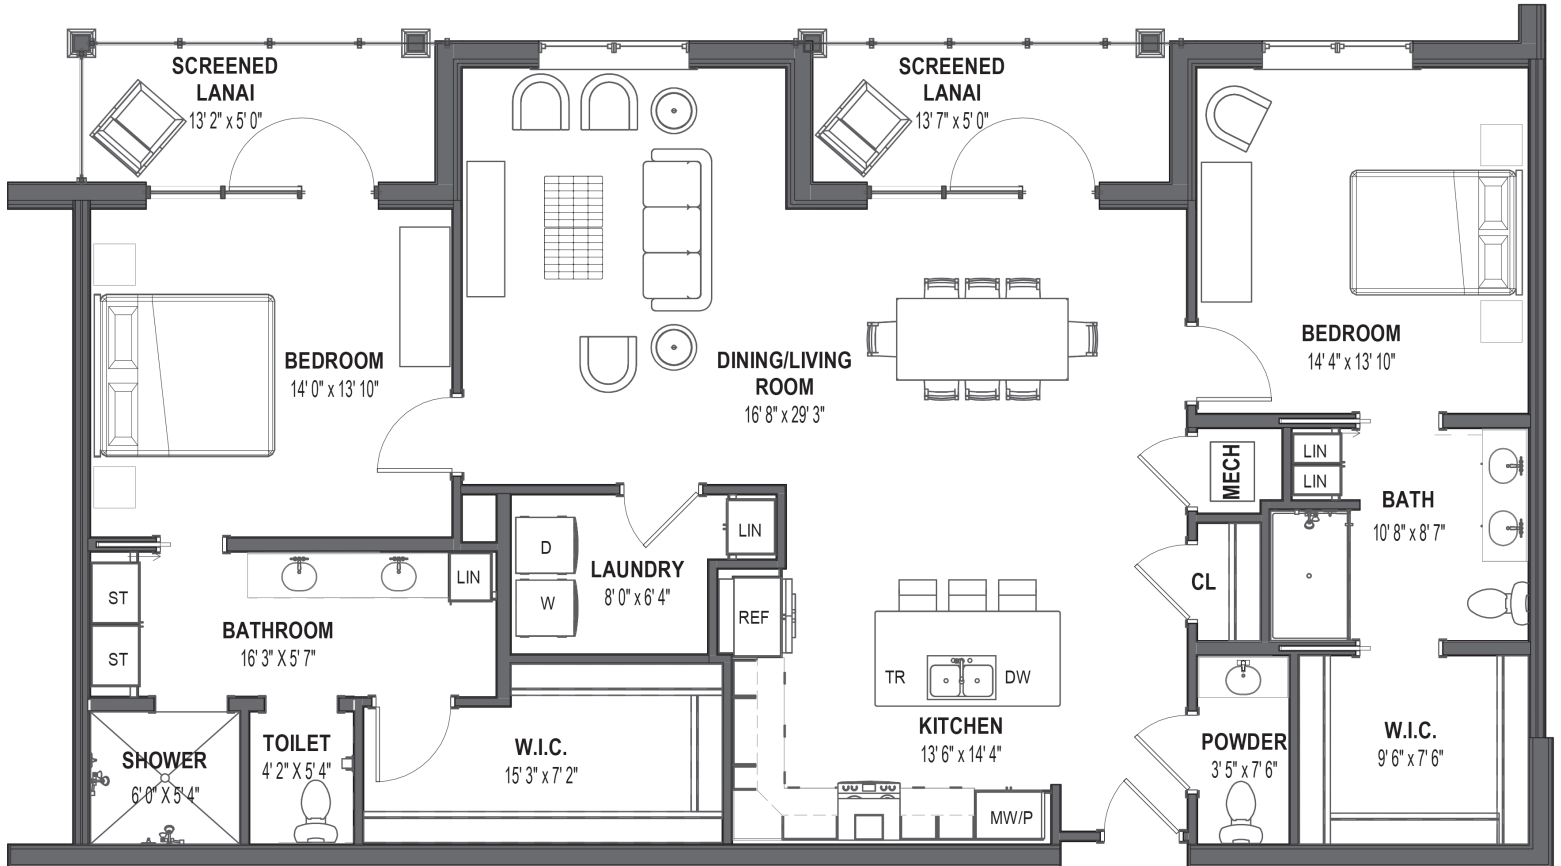 SCREENED
LANAI
13' 2" x 5' 0"
SCREENED
LANAI
13' 7" x 5' 0"
BEDROOM
14' 0" x 13' 10"
DINING/LIVING
ROOM
16' 8" x 29' 3"
BEDROOM
14' 4" x 13' 10"
MECH
LIN
LIN
BATH
10' 8" x 8' 7"
D
W
LAUNDRY
8' 0" x 6' 4"
LIN
CL
ST
ST
LIN
BATHROOM
16' 3" X 5' 7"
REF
TR
DW
KITCHEN
13' 6" x 14' 4"
MW/P
SHOWER
6' 0" X 5' 4"
TOILET
4' 2" X 5' 4"
W.I.C.
15' 3" x 7' 2"
POWDER
3' 5" x 7' 6"
W.I.C.
9' 6" x 7' 6"